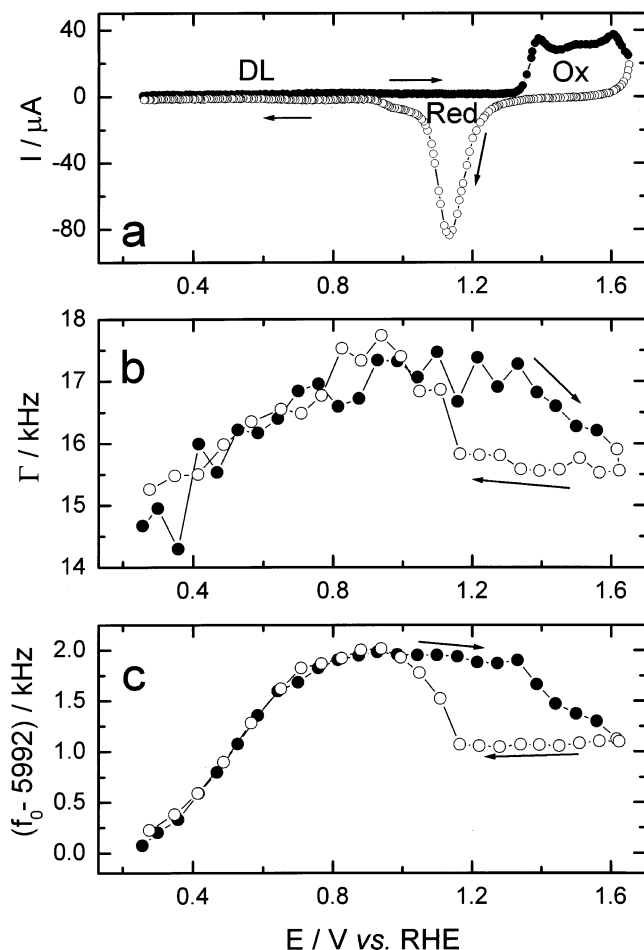 40
0
-40
-80
I / μA
DL
Ox
Red
a
0.4 0.8 1.2 1.6
18
17
16
15
14
Γ / kHz
b
0.4 0.8 1.2 1.6
2.0
1.5
1.0
0.5
0.0
(f₀- 5992) / kHz
c
0.4 0.8 1.2 1.6
E / V vs. RHE